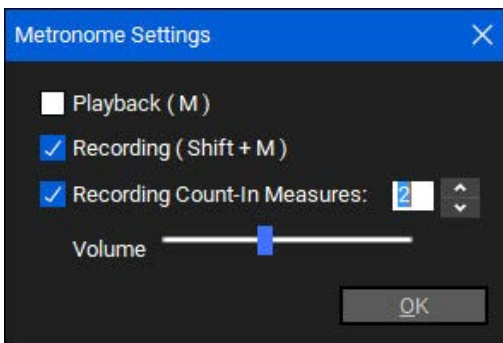 Metronome Settings
Playback ( M )
Recording ( Shift + M )
Recording Count-In Measures: 2
Volume
OK